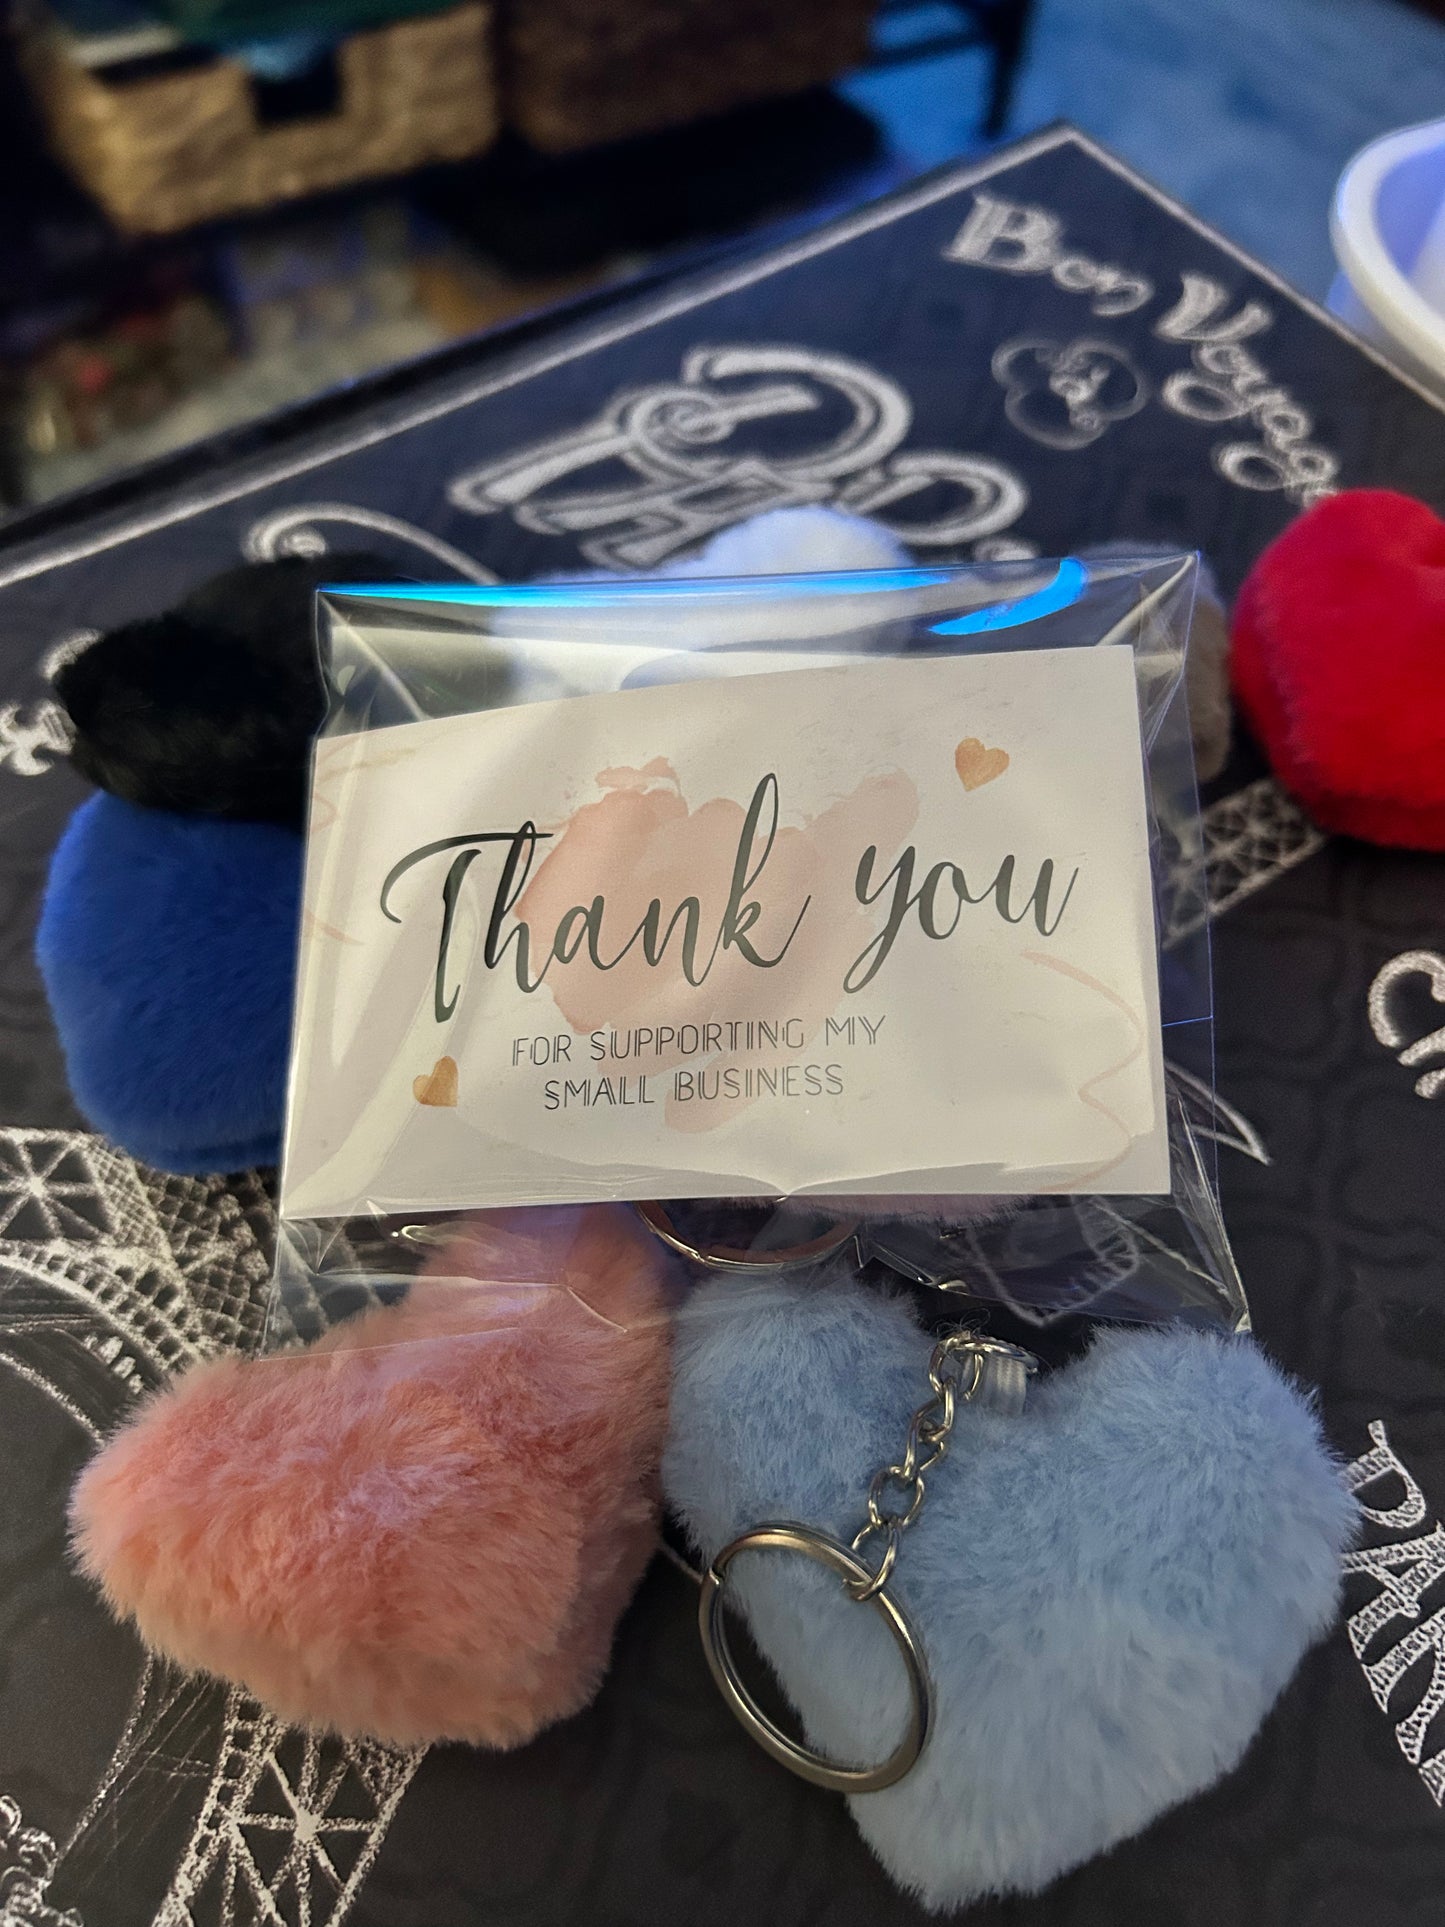 Bon Voyage
Thank you
FOR SUPPORTING MY
SMALL BUSINESS